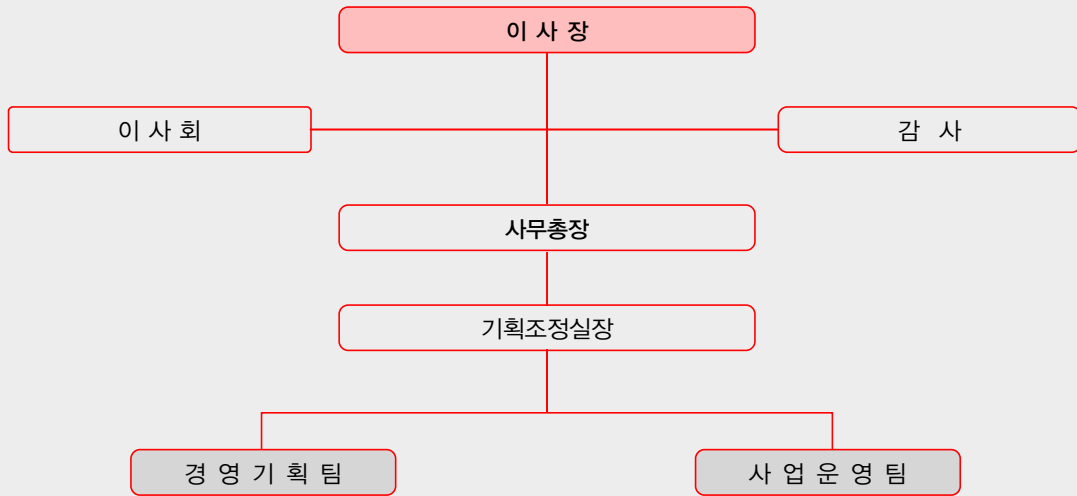 이 사 장
이 사 회
감 사
사무총장
기획조정실장
경 영 기 획 팀
사 업 운 영 팀